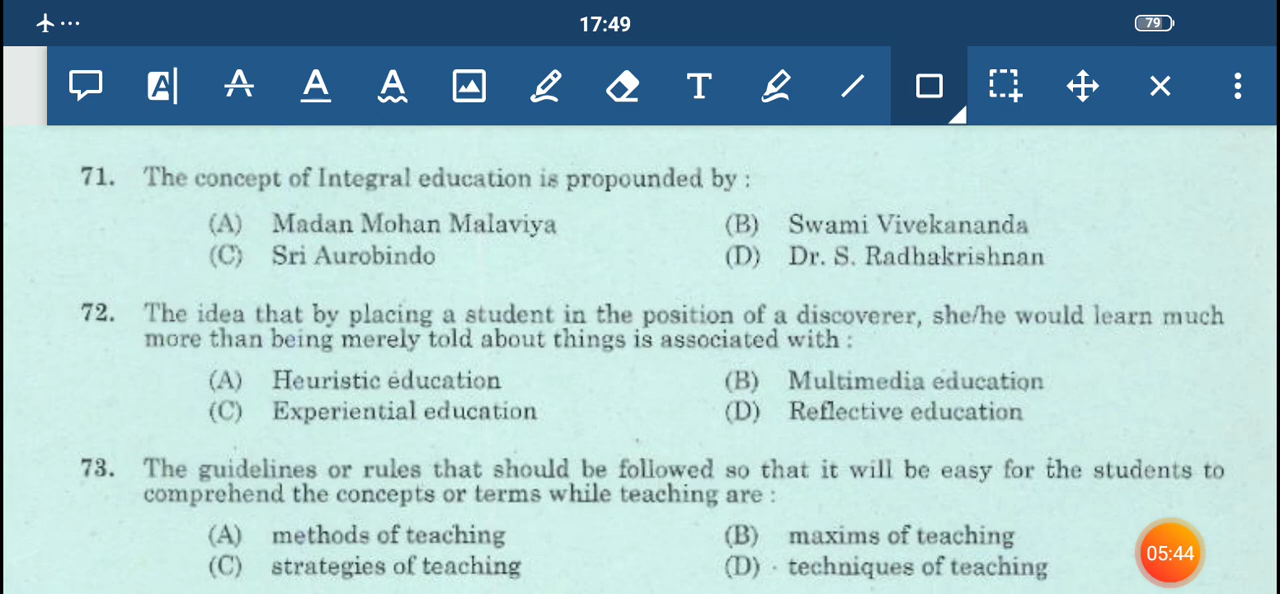 17:49
79
A A A A T
71. The concept of Integral education is propounded by :
(A) Madan Mohan Malaviya (B) Swami Vivekananda
(C) Sri Aurobindo (D) Dr. S. Radhakrishnan
72. The idea that by placing a student in the position of a discoverer, she/he would learn much
more than being merely told about things is associated with :
(A) Heuristic education (B) Multimedia education
(C) Experiential education (D) Reflective education
73. The guidelines or rules that should be followed so that it will be easy for the students to
comprehend the concepts or terms while teaching are :
(A) methods of teaching (B) maxims of teaching
(C) strategies of teaching (D) techniques of teaching
05:44